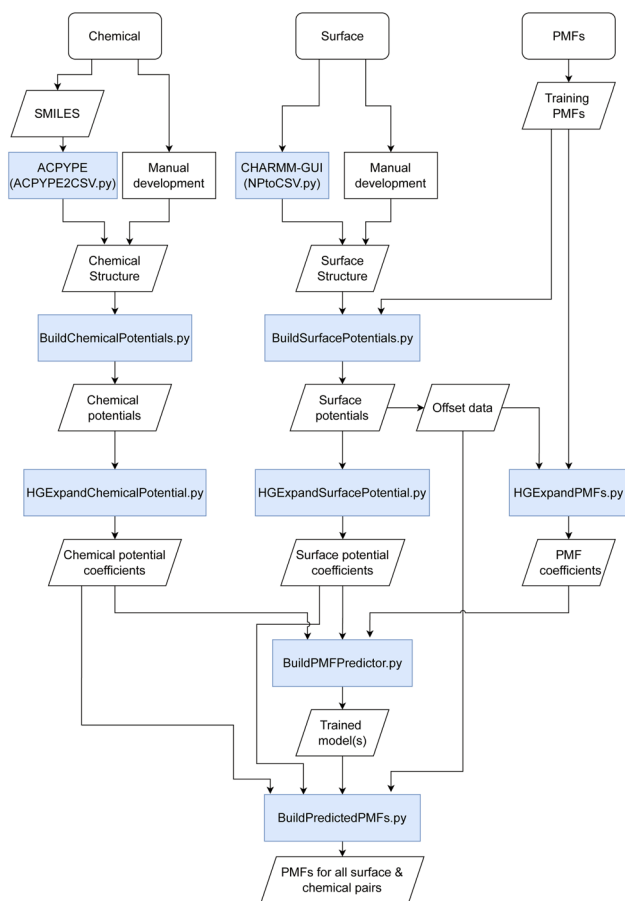 Chemical
Surface
PMFs
SMILES
Training
PMFs
ACPYPE
(ACPYPE2CSV.py)
Manual
development
CHARMM-GUI
(NPtoCSV.py)
Manual
development
Chemical
Structure
Surface
Structure
BuildChemicalPotentials.py
BuildSurfacePotentials.py
Chemical
potentials
Surface
potentials
Offset data
HGExpandChemicalPotential.py
HGExpandSurfacePotential.py
HGExpandPMFs.py
Chemical potential
coefficients
Surface potential
coefficients
PMF
coefficients
BuildPMFPredictor.py
Trained
model(s)
BuildPredictedPMFs.py
PMFs for all surface &
chemical pairs